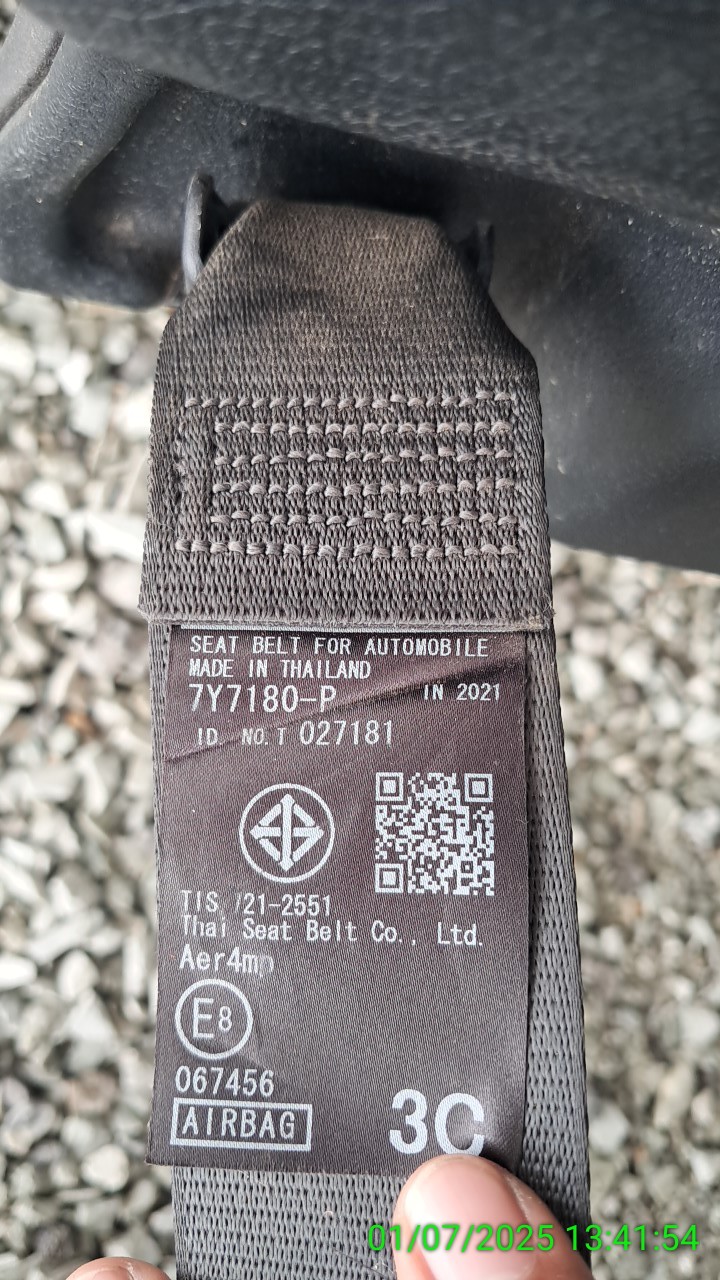 SEAT BELT FOR AUTOMOBILE
MADE IN THAILAND
7Y7180-P IN 2021
ID NO. T 027181
TIS /21-2551
Thai Seat Belt Co., Ltd.
Aer4mp
E8
067456
AIRBAG
3C
01/07/2025 13:41:54